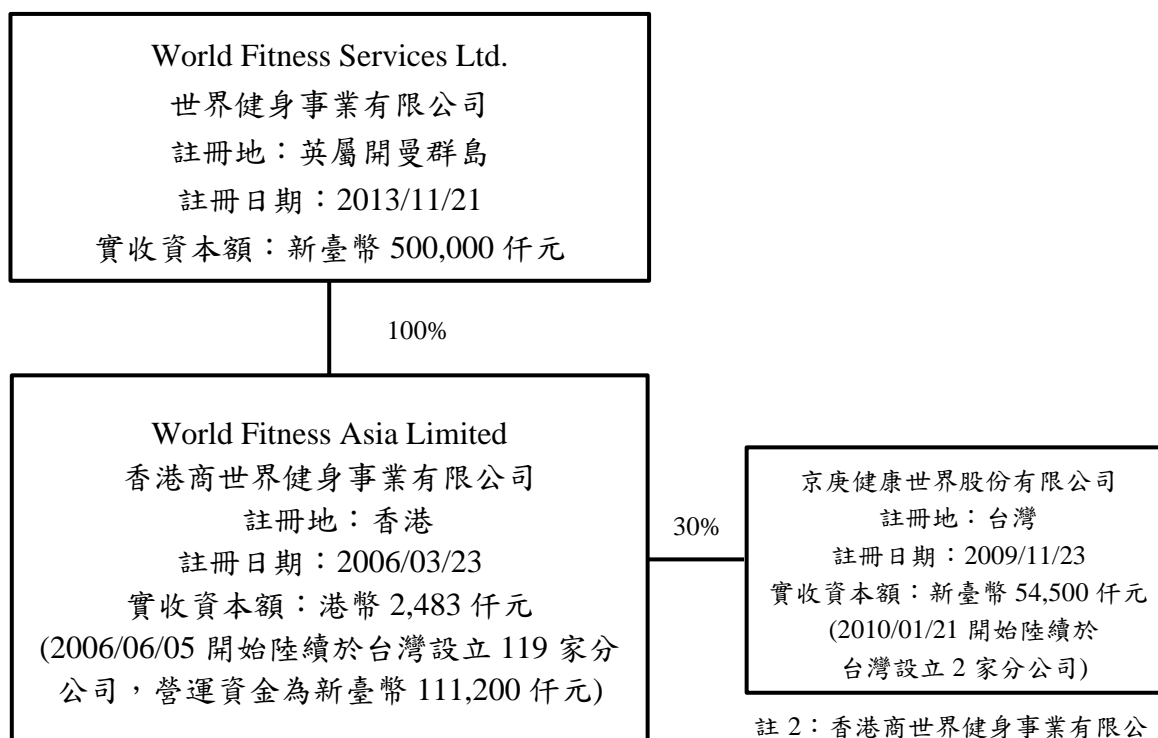 World Fitness Services Ltd.
世界健身事業有限公司
註冊地：英屬開曼群島
註冊日期：2013/11/21
實收資本額：新臺幣 500,000 仟元
100%
World Fitness Asia Limited
香港商世界健身事業有限公司
註冊地：香港
註冊日期：2006/03/23
實收資本額：港幣 2,483 仟元
(2006/06/05 開始陸續於台灣設立 119 家分
公司，營運資金為新臺幣 111,200 仟元)
30%
京庚健康世界股份有限公司
註冊地：台灣
註冊日期：2009/11/23
實收資本額：新臺幣 54,500 仟元
(2010/01/21 開始陸續於
台灣設立 2 家分公司)
註 2：香港商世界健身事業有限公